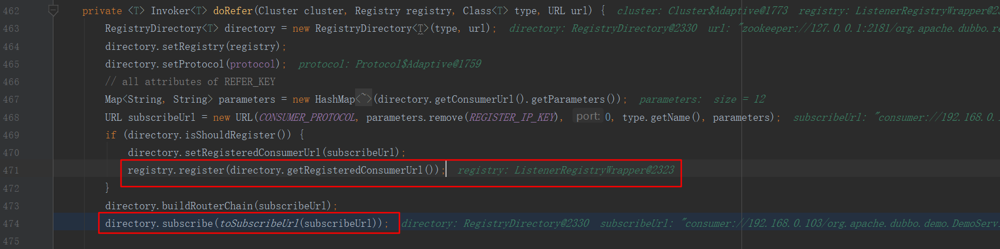 462 private <T> Invoker<T> doRefer(Cluster cluster, Registry registry, Class<T> type, URL url) { cluster: Cluster$Adaptive@1773 registry: ListenerRegistryWrapper@23
463 RegistryDirectory<T> directory = new RegistryDirectory<T>(type, url); directory: RegistryDirectory@2330 url: "zookeeper://127.0.0.1:2181/org.apache.dubbo.re
464 directory.setRegistry(registry);
465 directory.setProtocol(protocol); protocol: Protocol$Adaptive@1759
466 // all attributes of REFER_KEY
467 Map<String, String> parameters = new HashMap<~>(directory.getConsumerUrl().getParameters()); parameters: size = 12
468 URL subscribeUrl = new URL(CONSUMER_PROTOCOL, parameters.remove(REGISTER_IP_KEY), port: 0, type.getName(), parameters); subscribeUrl: "consumer://192.168.0.1
469 if (directory.isShouldRegister()) {
470 directory.setRegisteredConsumerUrl(subscribeUrl);
471 registry.register(directory.getRegisteredConsumerUrl()); registry: ListenerRegistryWrapper@2323
472 }
473 directory.buildRouterChain(subscribeUrl);
474 directory.subscribe(toSubscribeUrl(subscribeUrl)); directory: RegistryDirectory@2330 subscribeUrl: "consumer://192.168.0.103/org.apache.dubbo.demo.DemoServi
475